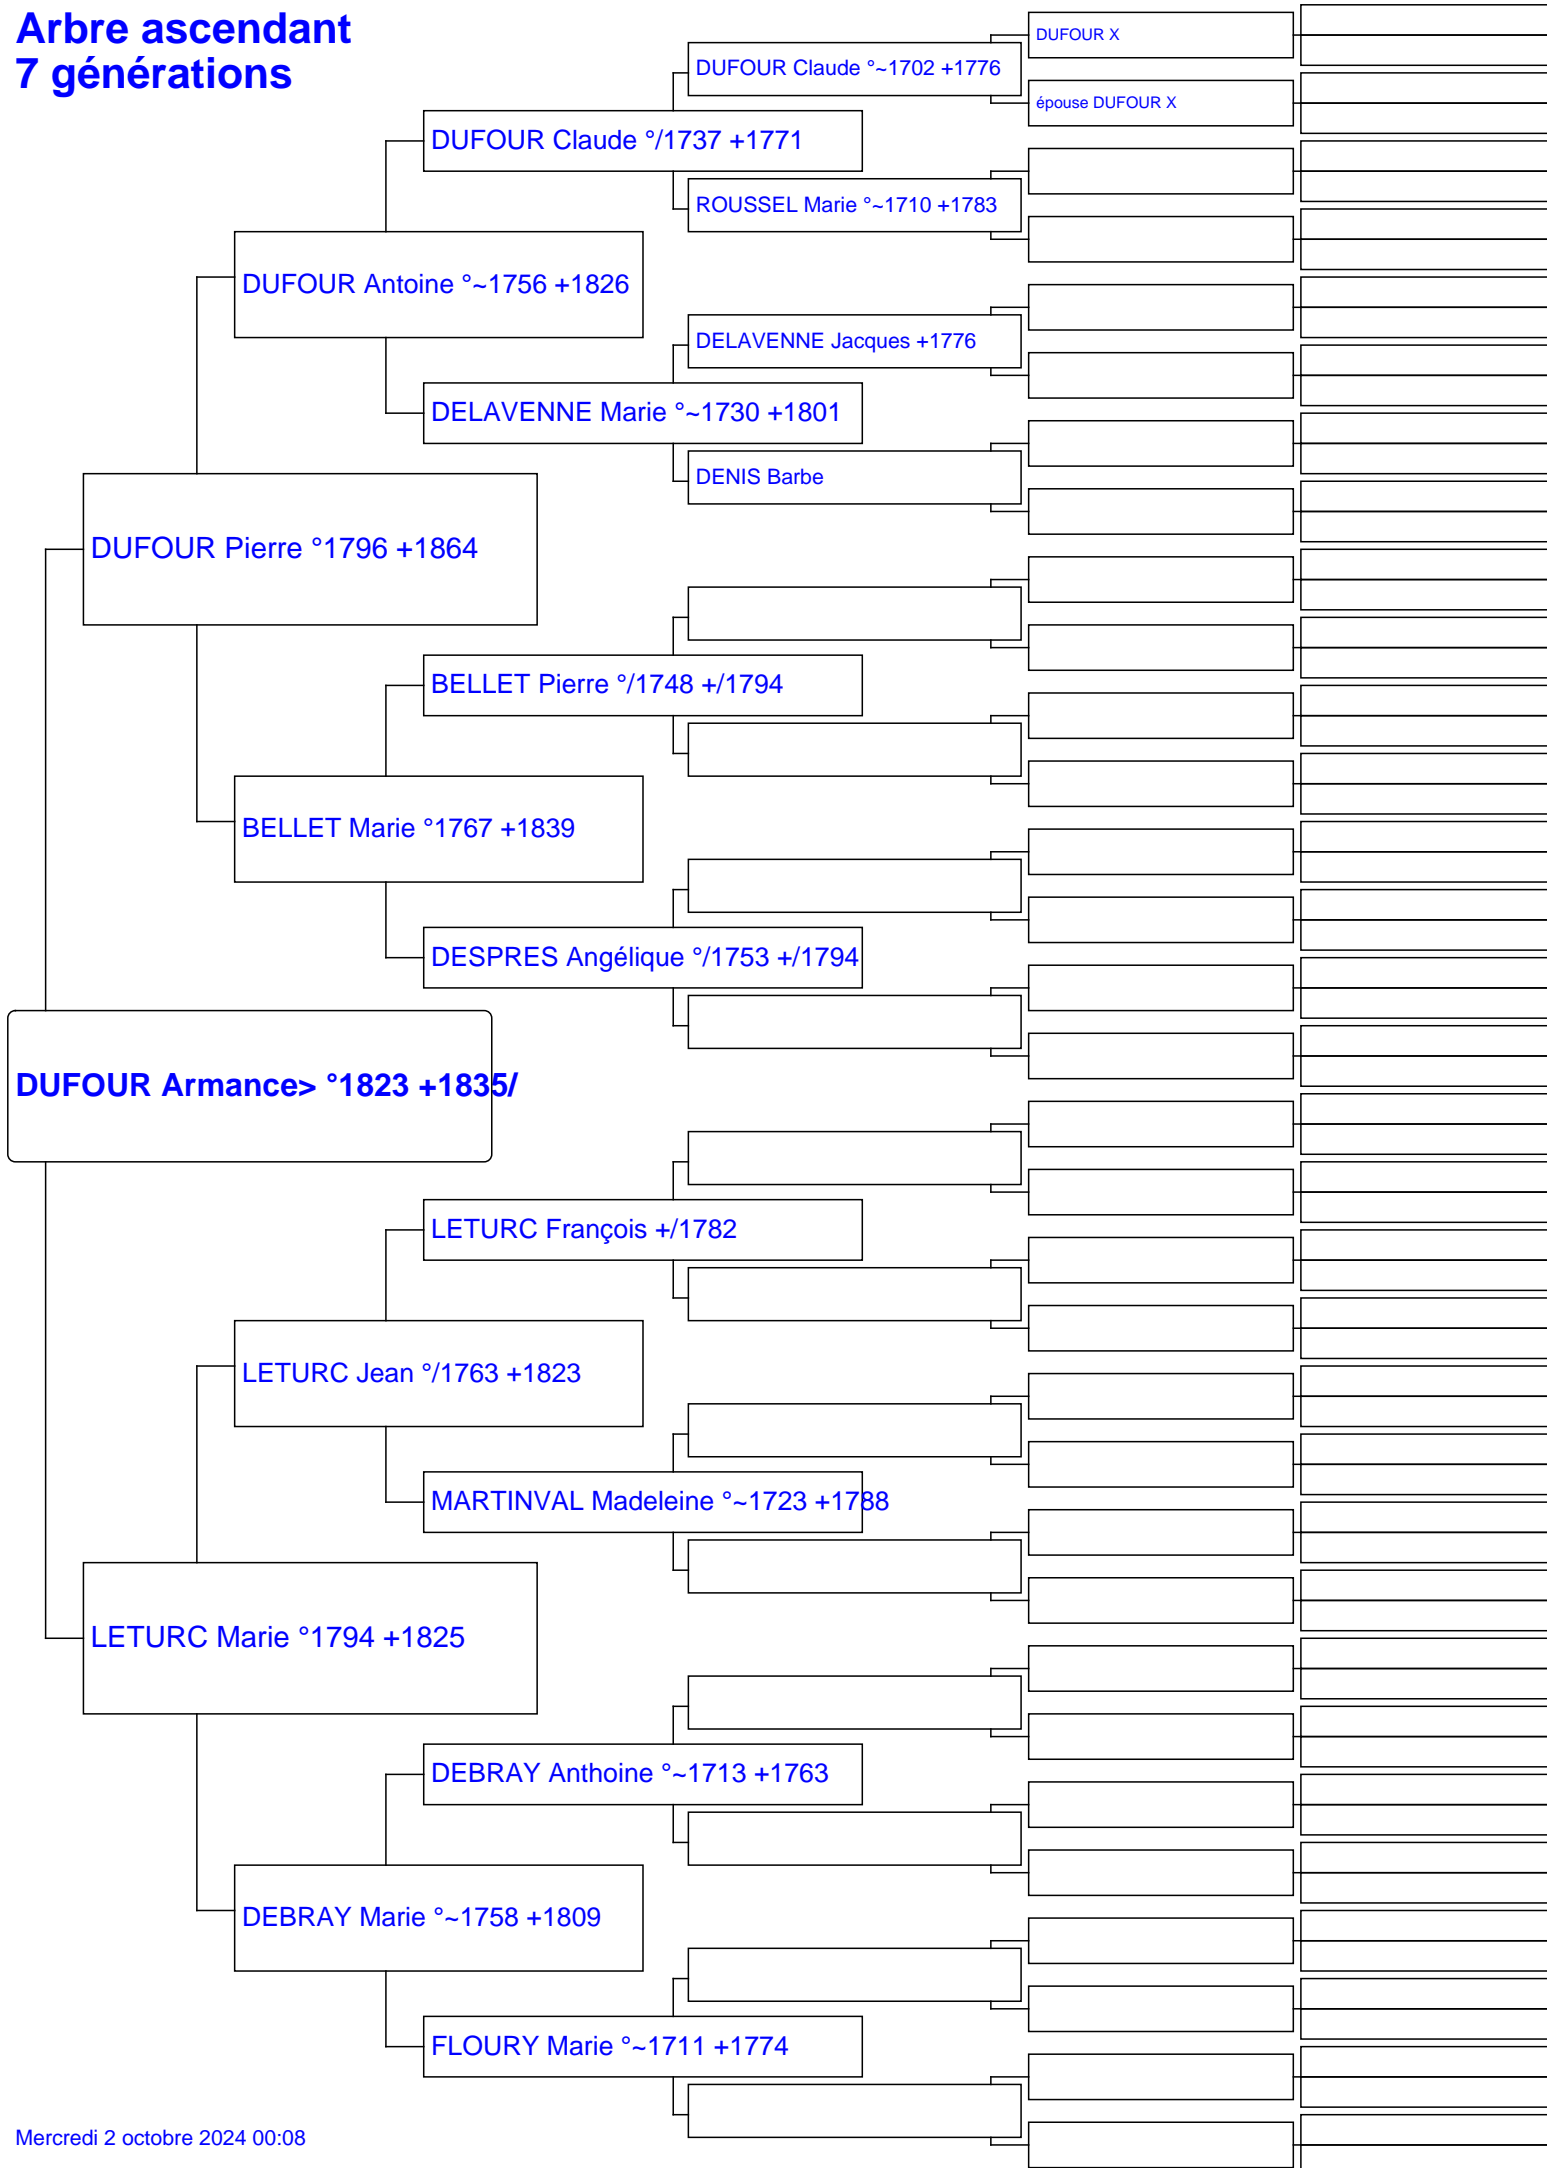 Arbre ascendant
7 générations
DUFOUR X
DUFOUR Claude °~1702 +1776
épouse DUFOUR X
DUFOUR Claude °/1737 +1771
ROUSSEL Marie °~1710 +1783
DUFOUR Antoine °~1756 +1826
DELAVENNE Jacques +1776
DELAVENNE Marie °~1730 +1801
DENIS Barbe
DUFOUR Pierre °1796 +1864
BELLET Pierre °/1748 +/1794
BELLET Marie °1767 +1839
DESPRES Angélique °/1753 +/1794
DUFOUR Armance> °1823 +1835/
LETURC François +/1782
LETURC Jean °/1763 +1823
MARTINVAL Madeleine °~1723 +1788
LETURC Marie °1794 +1825
DEBRAY Anthoine °~1713 +1763
DEBRAY Marie °~1758 +1809
FLOURY Marie °~1711 +1774
Mercredi 2 octobre 2024 00:08